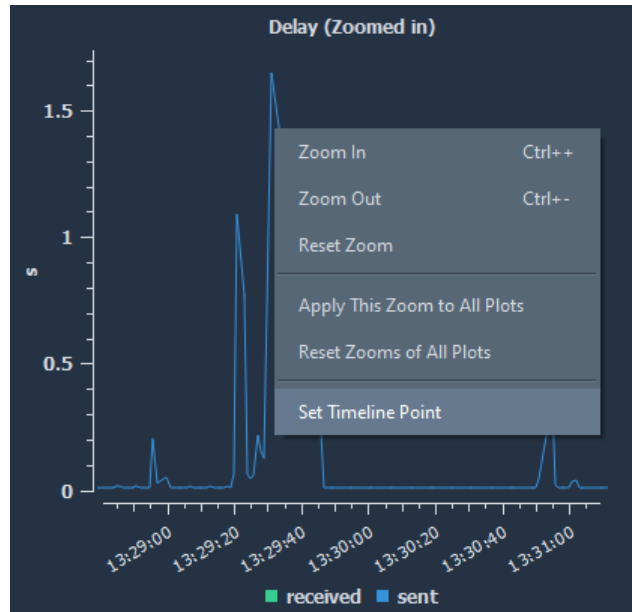 Delay (Zoomed in)
1.5
1
0.5
0
s
Zoom In Ctrl++
Zoom Out Ctrl+-
Reset Zoom
Apply This Zoom to All Plots
Reset Zooms of All Plots
Set Timeline Point
13:29:00 13:29:20 13:29:40 13:30:00 13:30:20 13:30:40 13:31:00
received sent